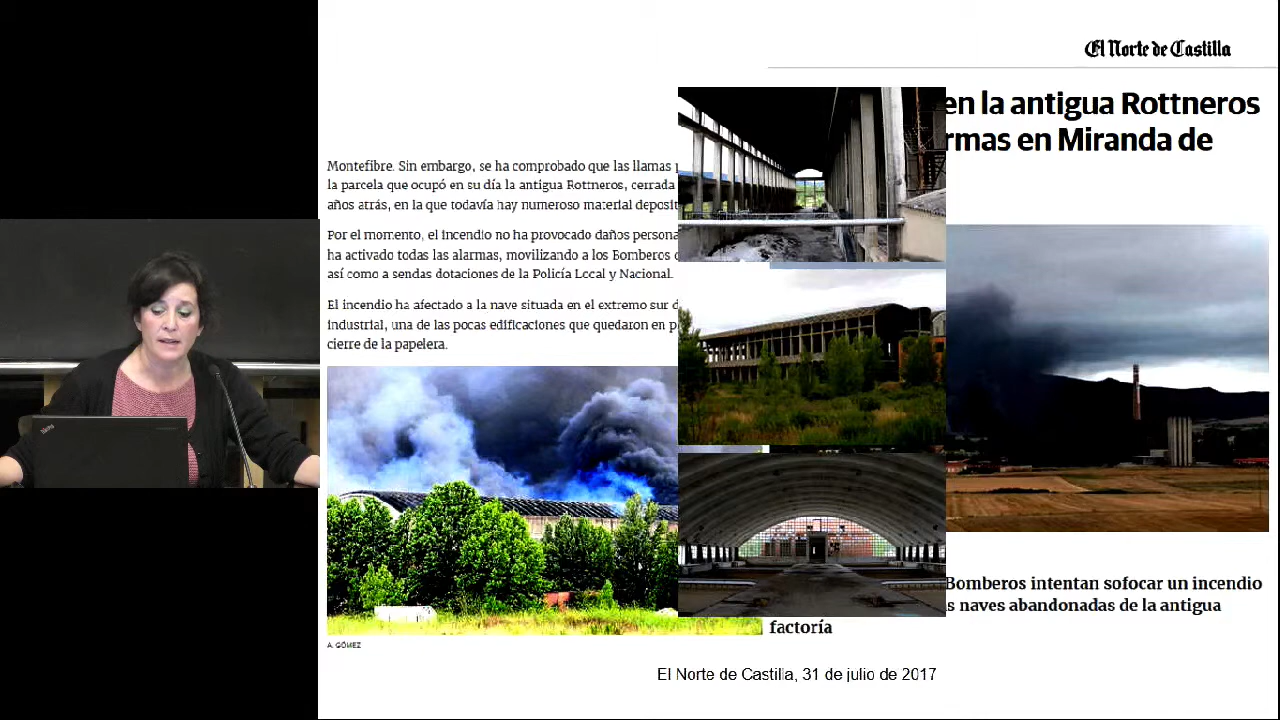 El Norte de Castilla
en la antigua Rottneros
rmas en Miranda de
Montefibre. Sin embargo, se ha comprobado que las llamas
la parcela que ocupó en su día la antigua Rottneros, cerrada
años atrás, en la que todavía hay numeroso material deposit
Por el momento, el incendio no ha provocado daños persona
ha activado todas las alarmas, movilizando a los Bomberos
así como a sendas dotaciones de la Policía Local y Nacional.
El incendio ha afectado a la nave situada en el extremo sur d
industrial, una de las pocas edificaciones que quedaron en p
cierre de la papelera.
A. GÓMEZ
Bomberos intentan sofocar un incendio
s naves abandonadas de la antigua
factoría
El Norte de Castilla, 31 de julio de 2017